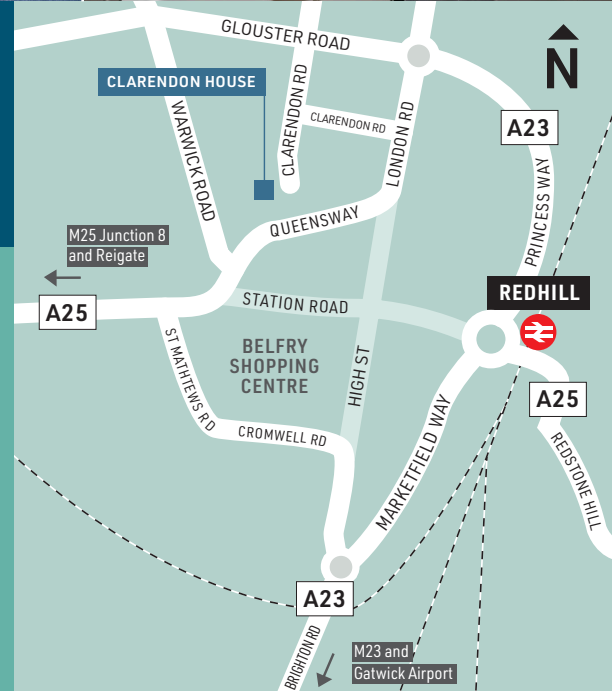 GLOUSTER ROAD
N
CLARENDON HOUSE
CLARENDON RD
CLARENDON RD
LONDON RD
A23
WARWICK ROAD
PRINCESS WAY
QUEENSWAY
M25 Junction 8
and Reigate
A25
STATION ROAD
REDHILL
BELFRY
SHOPPING
CENTRE
HIGH ST
ST MATHTEWS RD
A25
CROMWELL RD
MARKETFIELD WAY
REDSTONE HILL
A23
BRIGHTON RD
M23 and
Gatwick Airport